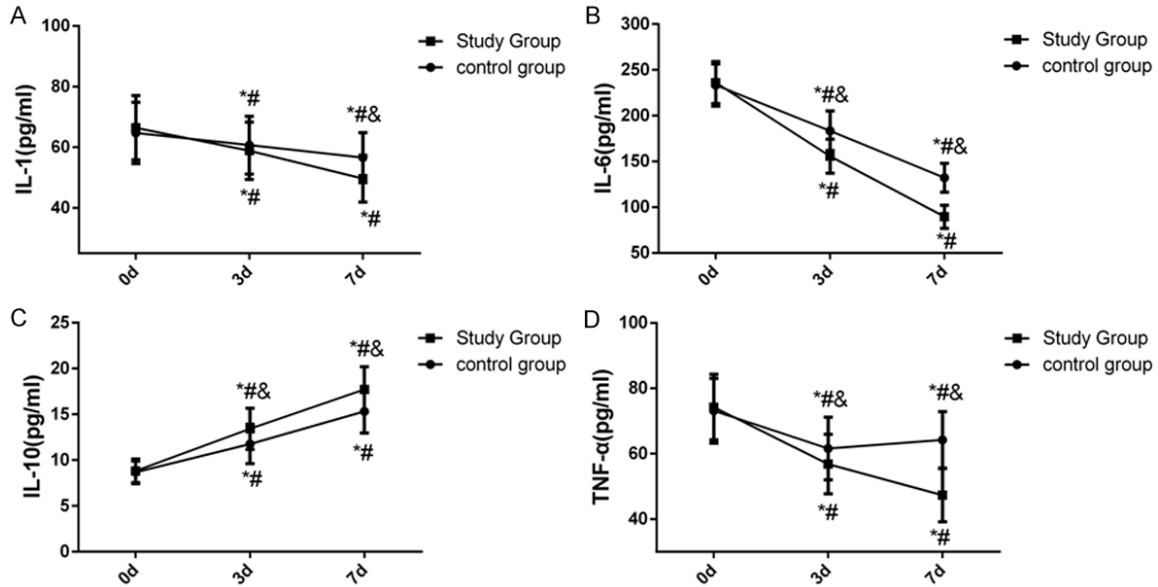 A
IL-1(pg/ml)
100
80
60
40
*#
*#&
*#
*#
0d
3d
7d
Study Group
control group
B
IL-6(pg/ml)
300
250
200
150
100
50
*#&
*#&
*#
*#
0d
3d
7d
Study Group
control group
C
IL-10(pg/ml)
25
20
15
10
5
0
*#&
*#&
*#
*#
0d
3d
7d
Study Group
control group
D
TNF-α(pg/ml)
100
80
60
40
*#&
*#&
*#
*#
0d
3d
7d
Study Group
control group